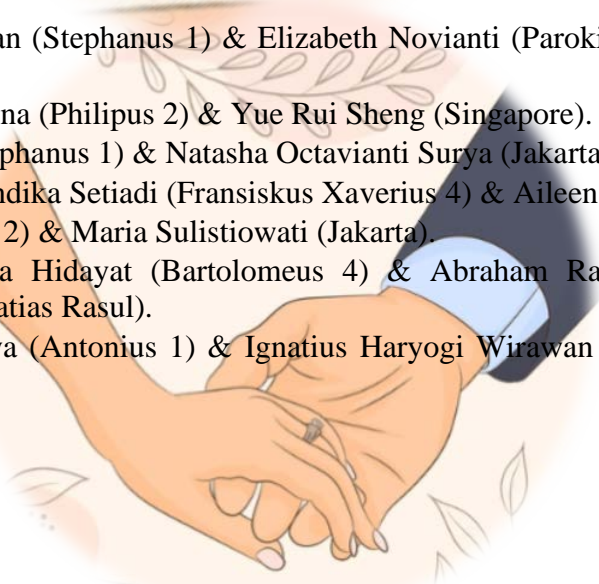 an (Stephanus 1) & Elizabeth Novianti (Paroki
na (Philipus 2) & Yue Rui Sheng (Singapore).
phanus 1) & Natasha Octavianti Surya (Jakarta
ndika Setiadi (Fransiskus Xaverius 4) & Aileen
2) & Maria Sulistiowati (Jakarta).
a Hidayat (Bartolomeus 4) & Abraham Ra
atias Rasul).
va (Antonius 1) & Ignatius Haryogi Wirawan